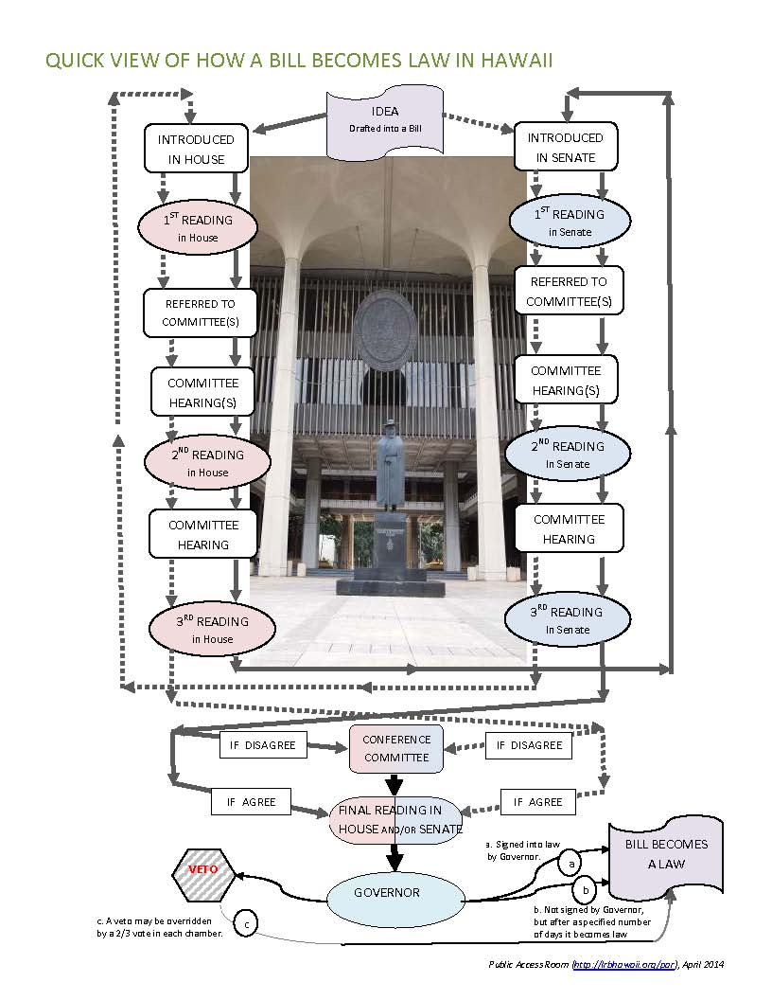 QUICK VIEW OF HOW A BILL BECOMES LAW IN HAWAII
IDEA
Drafted into a Bill
INTRODUCED
IN HOUSE
1ST READING
in House
REFERRED TO
COMMITTEE(S)
COMMITTEE
HEARING(S)
2ND READING
in House
COMMITTEE
HEARING
3RD READING
in House
INTRODUCED
IN SENATE
1ST READING
in Senate
REFERRED TO
COMMITTEE(S)
COMMITTEE
HEARING(S)
2ND READING
In Senate
COMMITTEE
HEARING
3RD READING
In Senate
IF DISAGREE
CONFERENCE
COMMITTEE
IF DISAGREE
IF AGREE
FINAL READING IN
HOUSE AND/OR SENATE
IF AGREE
VETO
GOVERNOR
a. Signed into law
by Governor.
a
b
BILL BECOMES
A LAW
b. Not signed by Governor,
but after a specified number
of days it becomes law
c. A veto may be overridden
by a 2/3 vote in each chamber.
c
Public Access Room (http://lrbhawaii.org/par), April 2014